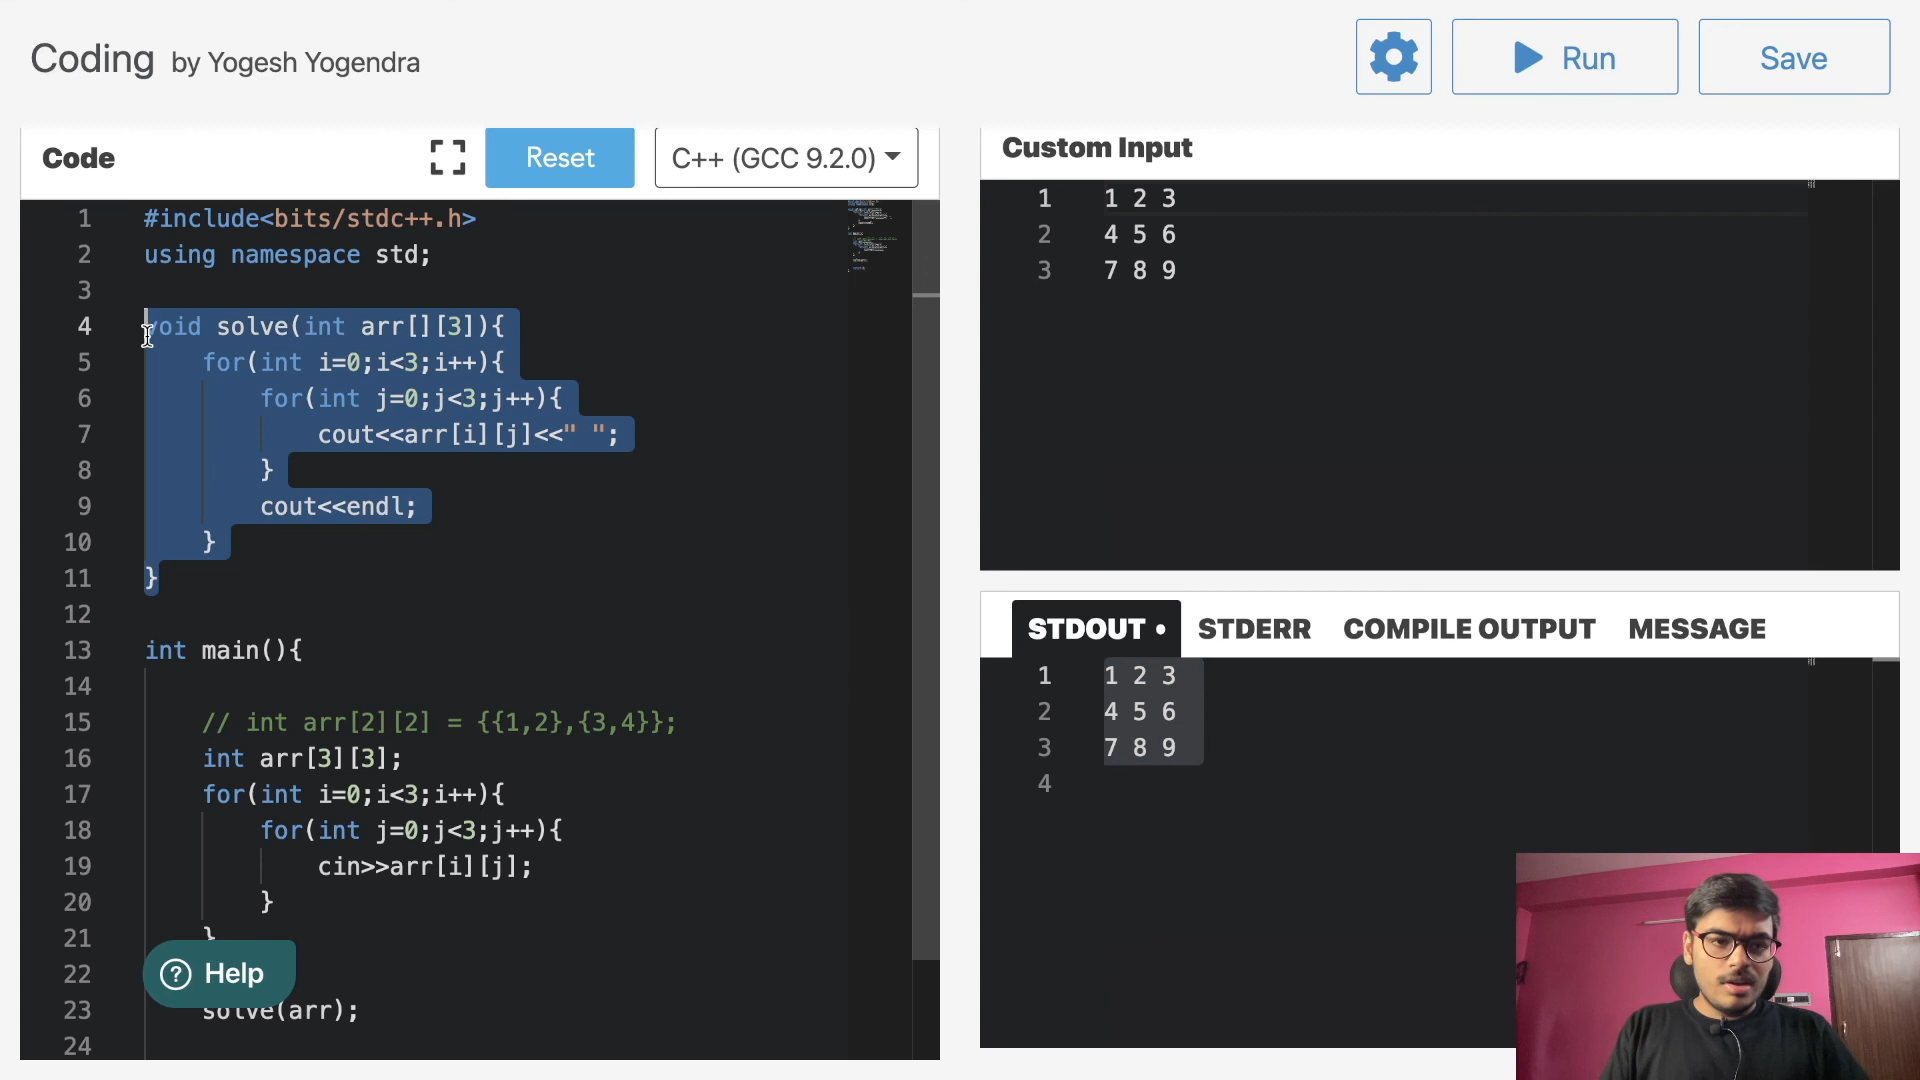 Coding by Yogesh Yogendra
Run
Save
Code
Reset
C++ (GCC 9.2.0)
1 #include<bits/stdc++.h>
2 using namespace std;
3
4 void solve(int arr[][3]){
5 for(int i=0;i<3;i++){
6 for(int j=0;j<3;j++){
7 cout<<arr[i][j]<<" ";
8 }
9 cout<<endl;
10 }
11 }
12
13 int main(){
14
15 // int arr[2][2] = {{1,2},{3,4}};
16 int arr[3][3];
17 for(int i=0;i<3;i++){
18 for(int j=0;j<3;j++){
19 cin>>arr[i][j];
20 }
21 }
22
23 solve(arr);
24
? Help
Custom Input
1 1 2 3
2 4 5 6
3 7 8 9
STDOUT • STDERR COMPILE OUTPUT MESSAGE
1 1 2 3
2 4 5 6
3 7 8 9
4